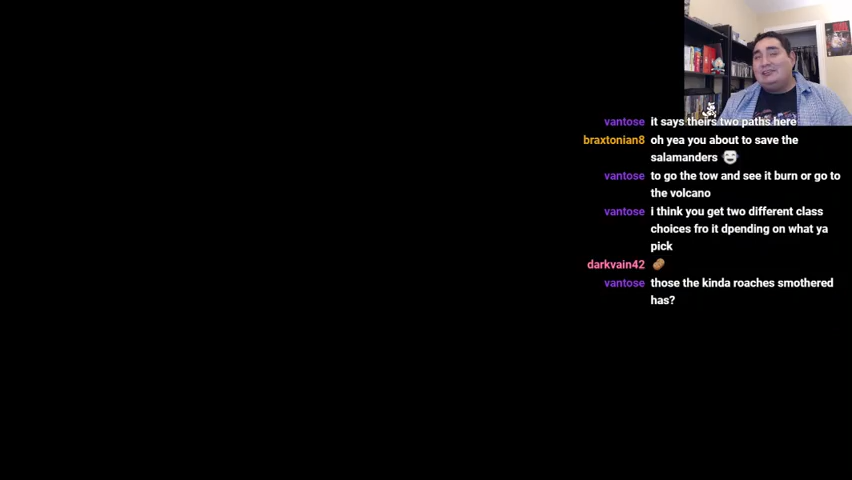 vantose it says theirs two paths here
braxtonian8 oh yea you about to save the
salamanders
vantose to go the tow and see it burn or go to
the volcano
vantose i think you get two different class
choices fro it dpending on what ya
pick
darkvain42
vantose those the kinda roaches smothered
has?